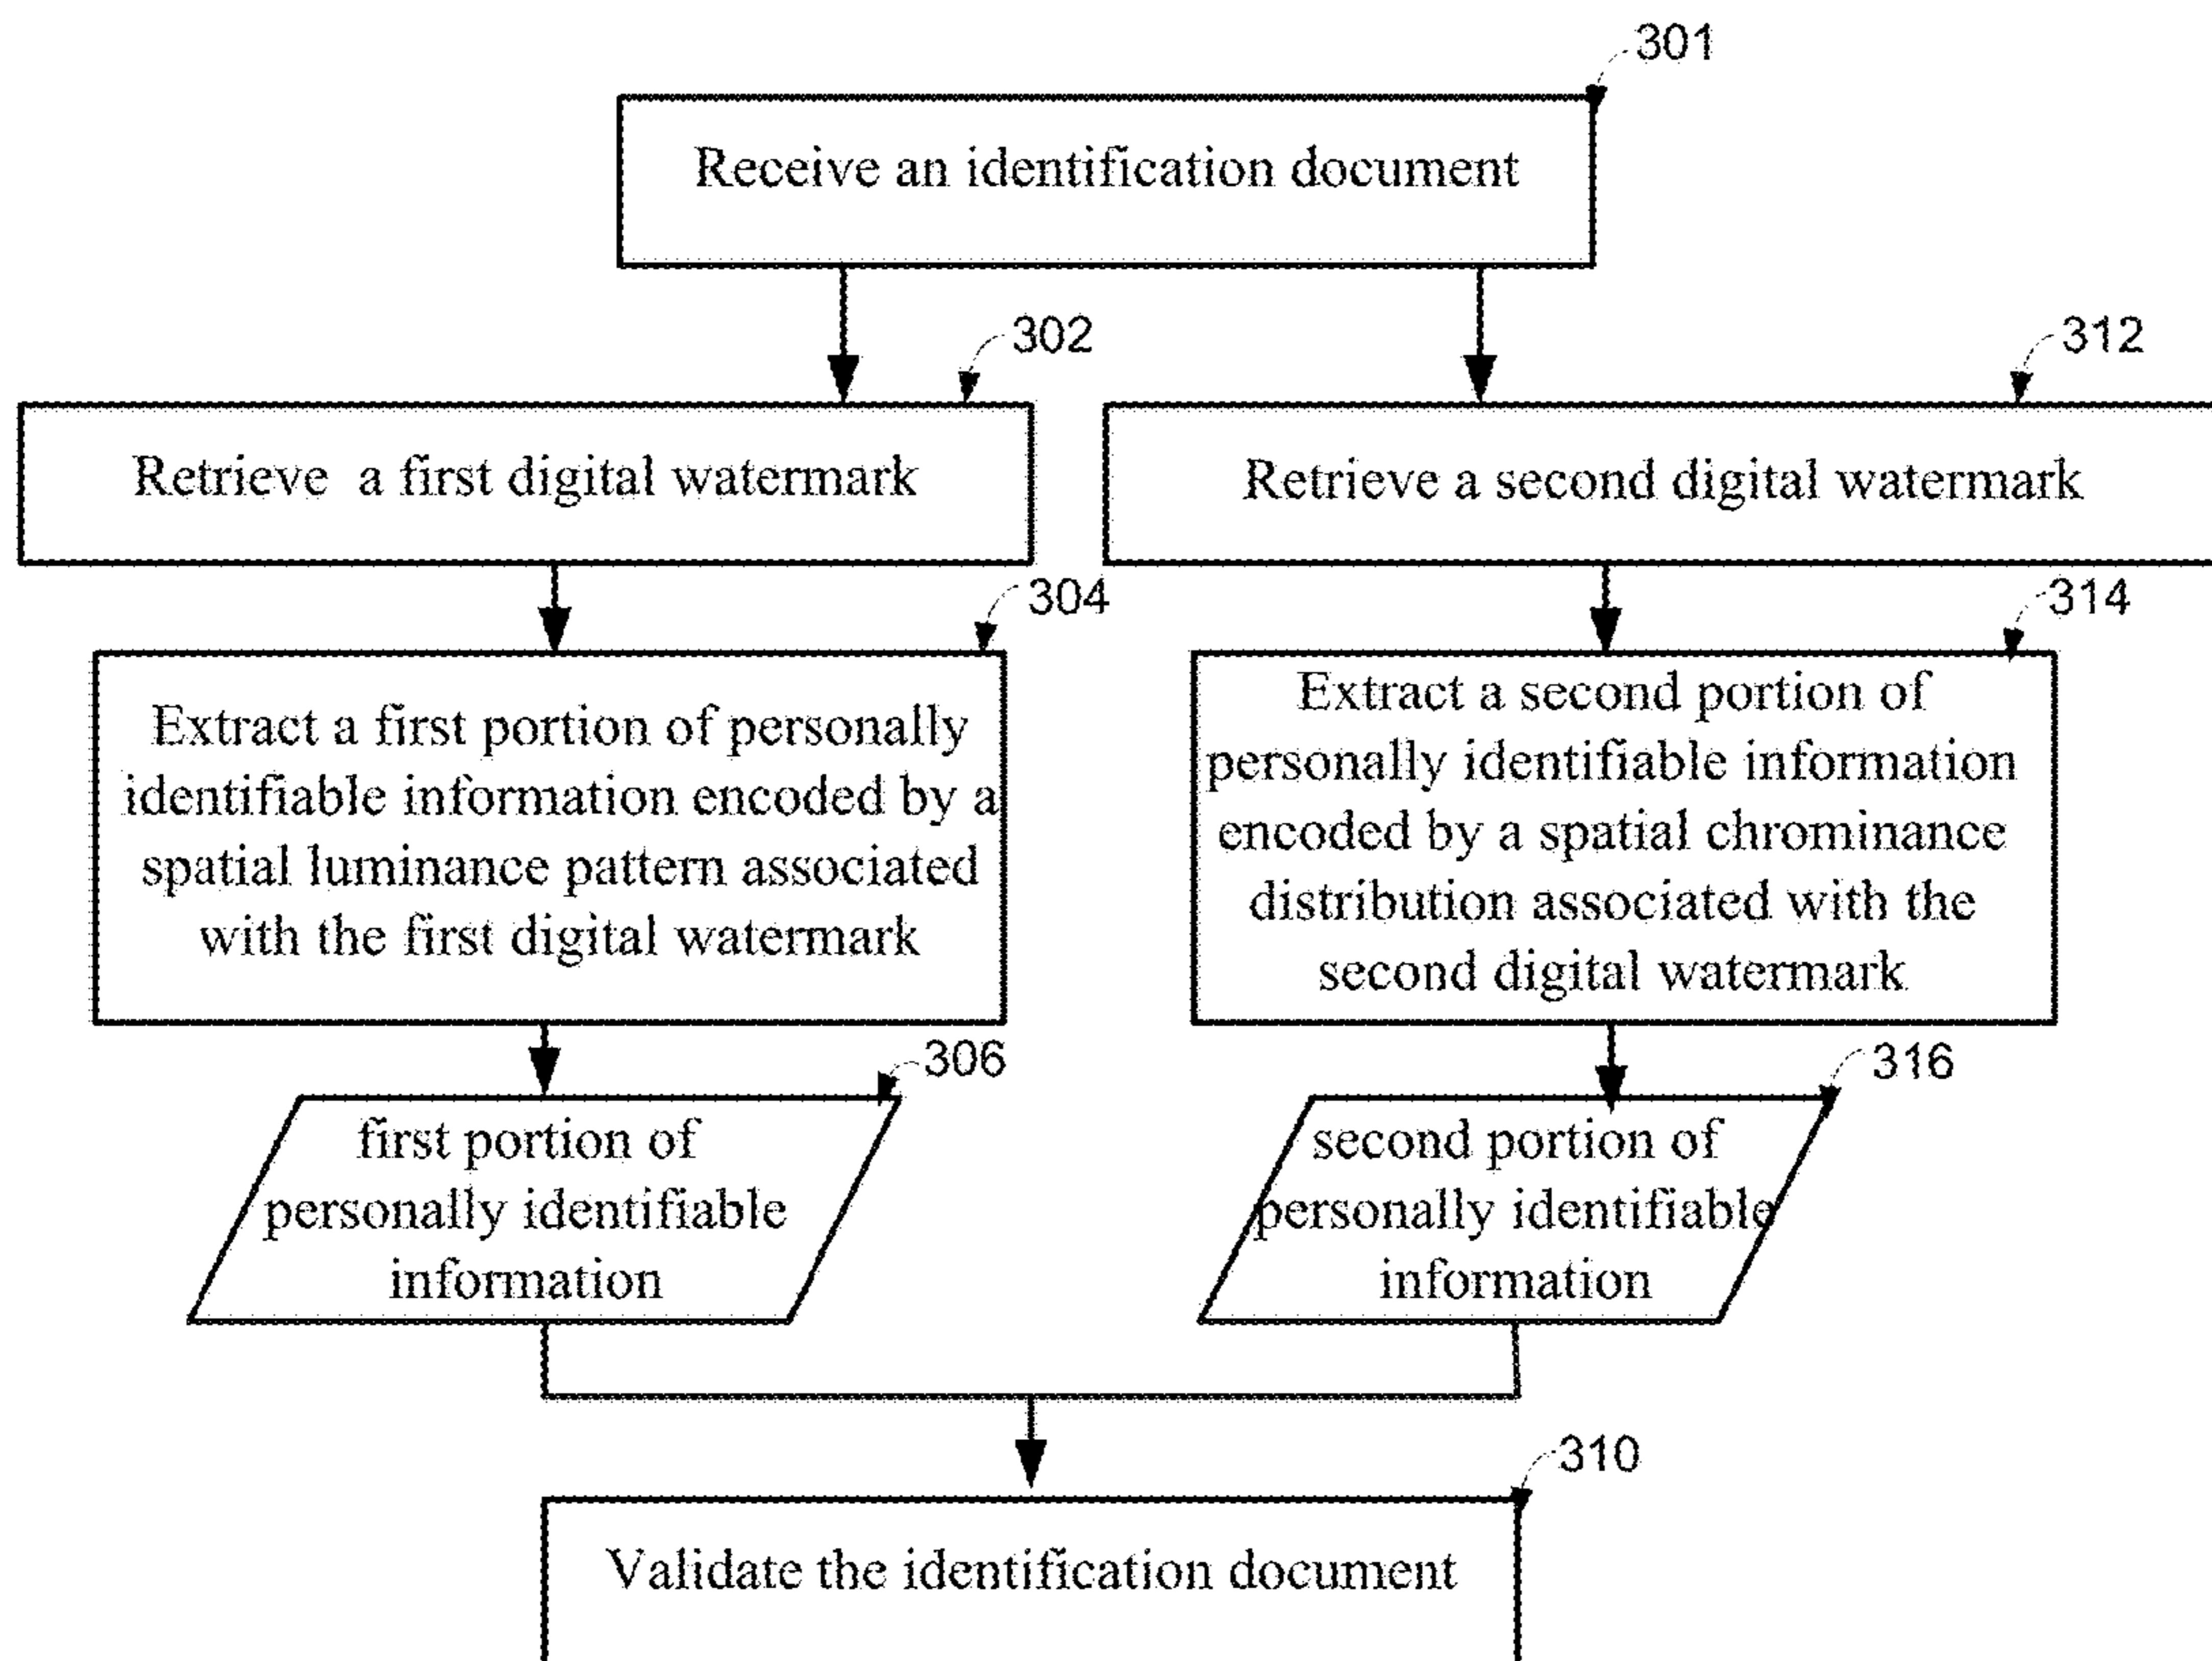 301
Receive an identification document
302
Retrieve a first digital watermark
304
Extract a first portion of personally
identifiable information encoded by a
spatial luminance pattern associated
with the first digital watermark
306
first portion of
personally identifiable
information
312
Retrieve a second digital watermark
314
Extract a second portion of
personally identifiable information
encoded by a spatial chrominance
distribution associated with the
second digital watermark
316
second portion of
personally identifiable
information
310
Validate the identification document